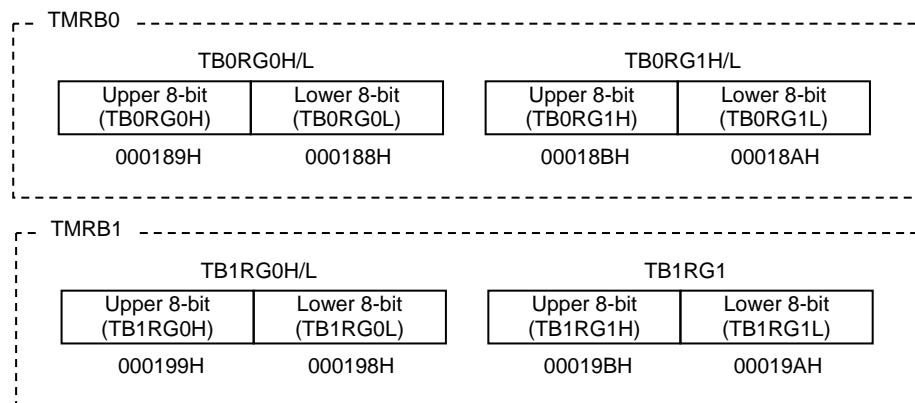 TMRB0
TB0RG0H/L TB0RG1H/L
Upper 8-bit Lower 8-bit Upper 8-bit Lower 8-bit
(TB0RG0H) (TB0RG0L) (TB0RG1H) (TB0RG1L)
000189H 000188H 00018BH 00018AH
TMRB1
TB1RG0H/L TB1RG1
Upper 8-bit Lower 8-bit Upper 8-bit Lower 8-bit
(TB1RG0H) (TB1RG0L) (TB1RG1H) (TB1RG1L)
000199H 000198H 00019BH 00019AH